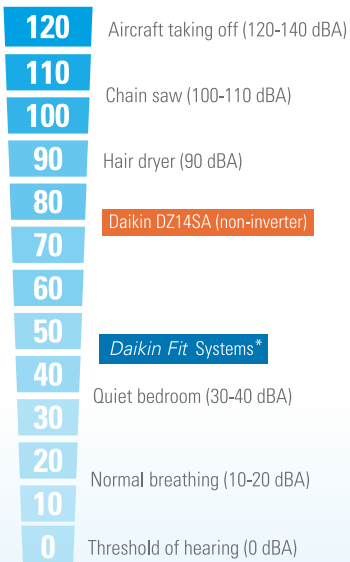 120
Aircraft taking off (120-140 dBA)
110
Chain saw (100-110 dBA)
100
90
Hair dryer (90 dBA)
80
Daikin DZ14SA (non-inverter)
70
60
50
Daikin Fit Systems*
40
Quiet bedroom (30-40 dBA)
30
20
Normal breathing (10-20 dBA)
10
0
Threshold of hearing (0 dBA)